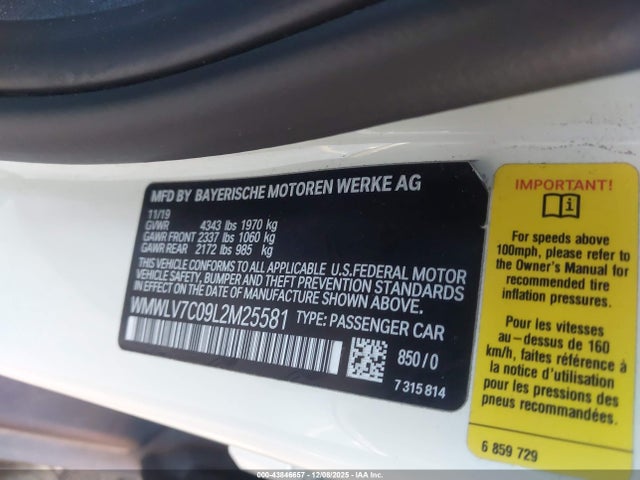 MFD BY BAYERISCHE MOTOREN WERKE AG
11/19
GVWR 4343 lbs 1970 kg
GAWR FRONT 2337 lbs 1060 kg
GAWR REAR 2172 lbs 985 kg
THIS VEHICLE CONFORMS TO ALL APPLICABLE U.S.FEDERAL MOTOR
VEHICLE SAFETY, BUMPER, AND THEFT PREVENTION STANDARDS
IN EFFECT ON THE DATE OF MANUFACTURE SHOWN ABOVE.
WMWLV7C09L2M25581 TYPE: PASSENGER CAR
850/0
7 315 814
IMPORTANT!
For speeds above
100mph, please refer to
the Owner's Manual for
recommended tire
inflation pressures.
Pour les vitesses
au-dessus de 160
km/h, faites référence à
la notice d'utilisation
pour les pressions des
pneus recommandées.
6 859 729
00-43846657 • 12/08/2025 • IAAI.com